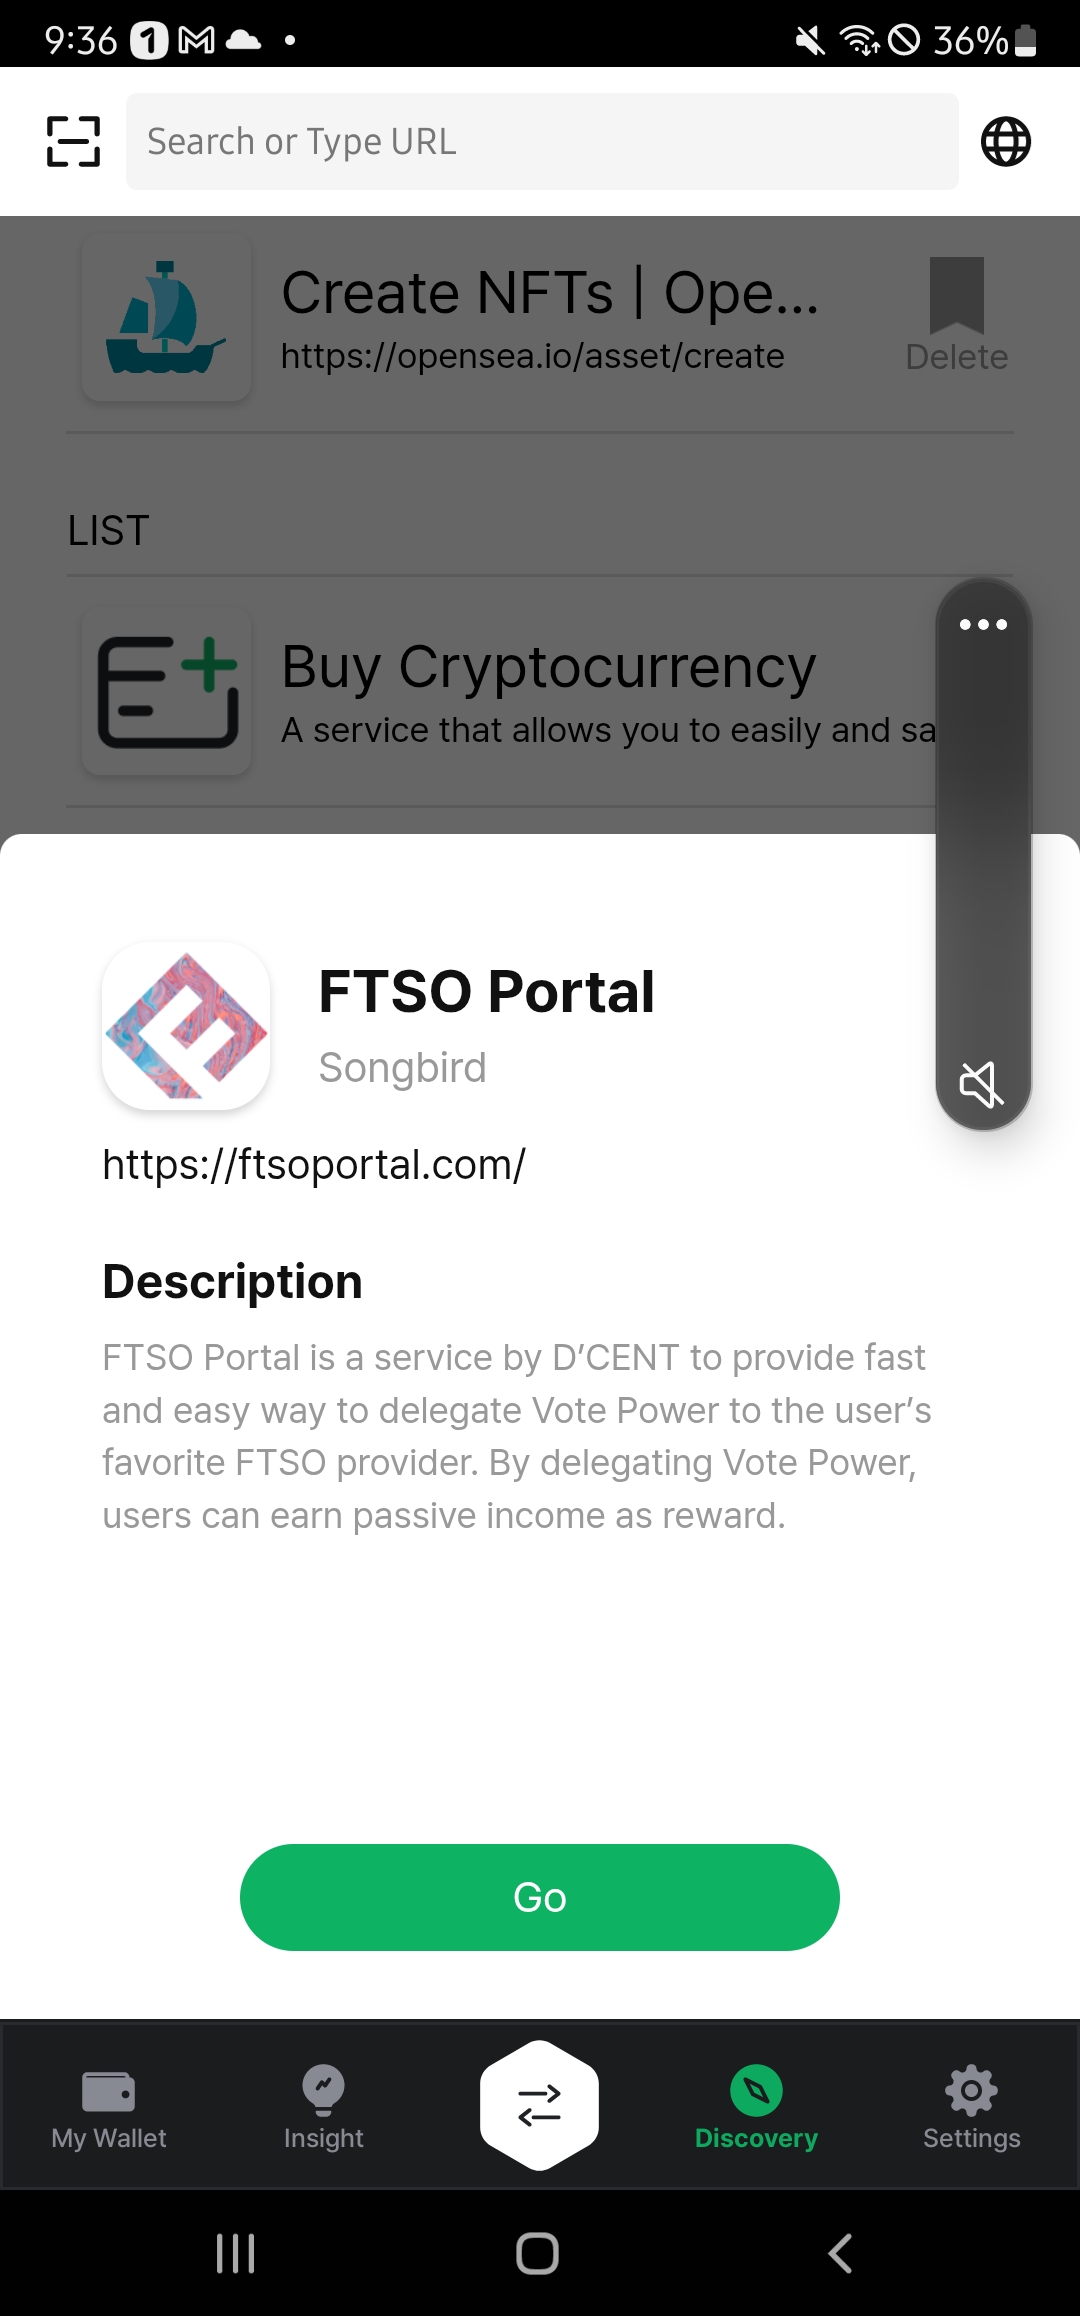 9:36
36%
Search or Type URL
Create NFTs | Ope...
https://opensea.io/asset/create
Delete
LIST
Buy Cryptocurrency
A service that allows you to easily and sa
FTSO Portal
Songbird
https://ftsoportal.com/
Description
FTSO Portal is a service by D’CENT to provide fast
and easy way to delegate Vote Power to the user’s
favorite FTSO provider. By delegating Vote Power,
users can earn passive income as reward.
Go
My Wallet
Insight
Discovery
Settings